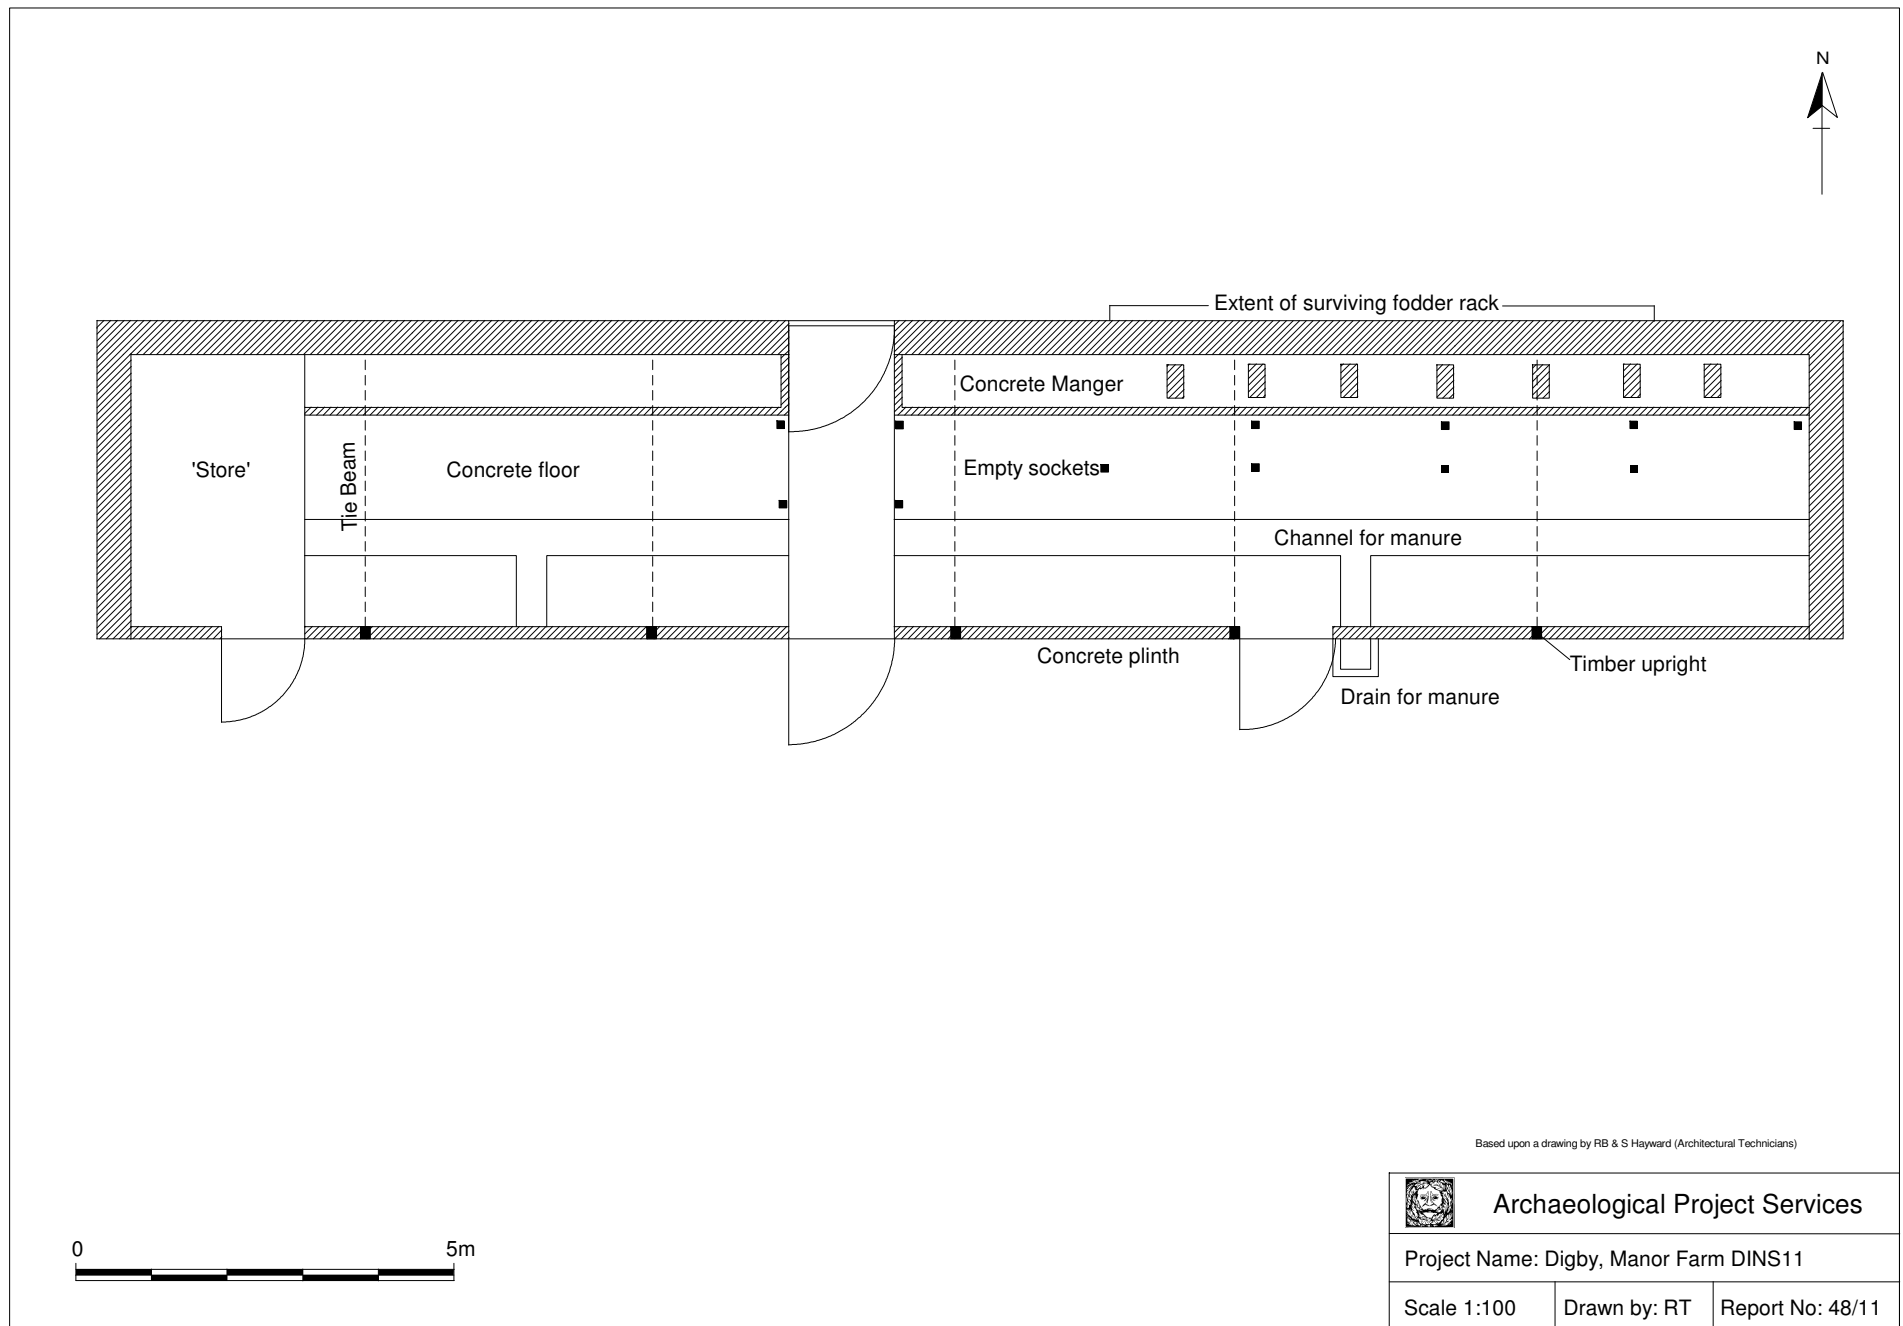 N
Extent of surviving fodder rack
Concrete Manger
'Store'
Tie Beam
Concrete floor
Empty sockets
Channel for manure
Concrete plinth
Timber upright
Drain for manure
Based upon a drawing by RB & S Hayward (Architectural Technicians)
Archaeological Project Services
0
5m
Project Name: Digby, Manor Farm DINS11
Scale 1:100
Drawn by: RT
Report No: 48/11